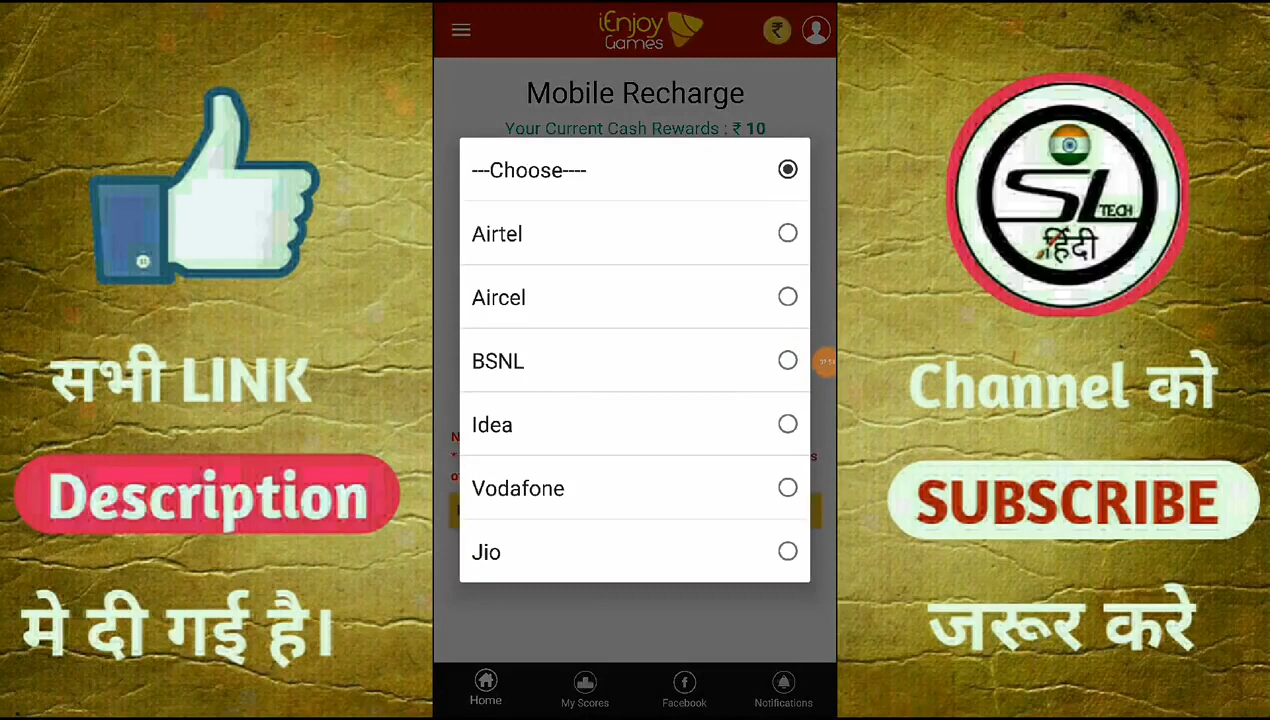 सभी LINK
Description
मे दी गई है।
iEnjoy
Games
₹
Mobile Recharge
Your Current Cash Rewards : ₹ 10
---Choose----
Airtel
Aircel
BSNL
Idea
Vodafone
Jio
Home
My Scores
Facebook
Notifications
SL
TECH
हिंदी
Channel को
SUBSCRIBE
जरूर करे